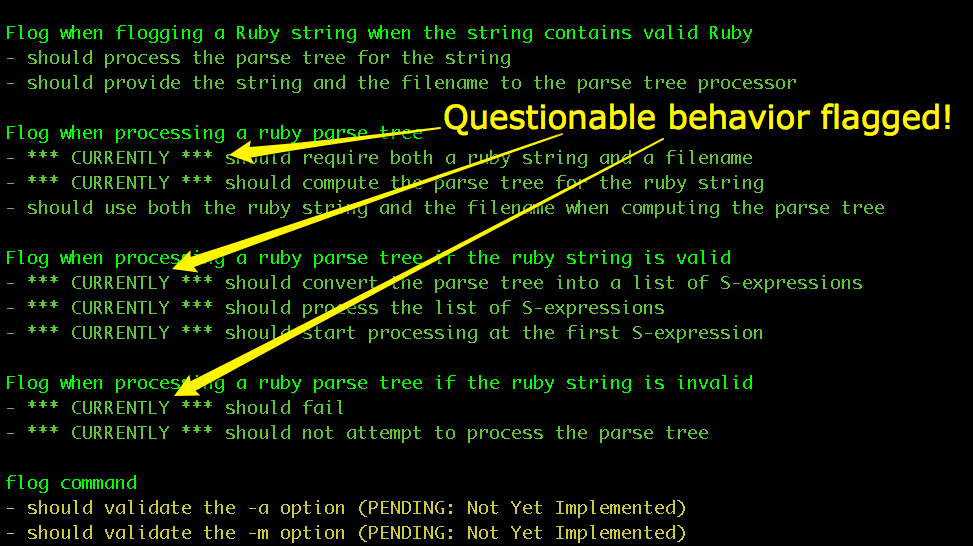 Flog when flogging a Ruby string when the string contains valid Ruby
- should process the parse tree for the string
- should provide the string and the filename to the parse tree processor
Questionable behavior flagged!
Flog when processing a ruby parse tree
- *** CURRENTLY *** should require both a ruby string and a filename
- *** CURRENTLY *** should compute the parse tree for the ruby string
- should use both the ruby string and the filename when computing the parse tree
Flog when processing a ruby parse tree if the ruby string is valid
- *** CURRENTLY *** should convert the parse tree into a list of S-expressions
- *** CURRENTLY *** should process the list of S-expressions
- *** CURRENTLY *** should start processing at the first S-expression
Flog when processing a ruby parse tree if the ruby string is invalid
- *** CURRENTLY *** should fail
- *** CURRENTLY *** should not attempt to process the parse tree
flog command
- should validate the -a option (PENDING: Not Yet Implemented)
- should validate the -m option (PENDING: Not Yet Implemented)